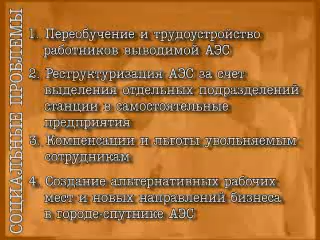 СОЦИАЛЬНЫЕ ПРОБЛЕМЫ
1. Переобучение и трудоустройство
работников выводимой АЭС
2. Реструктуризация АЭС за счет
выделения отдельных подразделений
станции в самостоятельные
предприятия
3. Компенсации и льготы увольняемым
сотрудникам
4. Создание альтернативных рабочих
мест и новых направлений бизнеса
в городе-спутнике АЭС